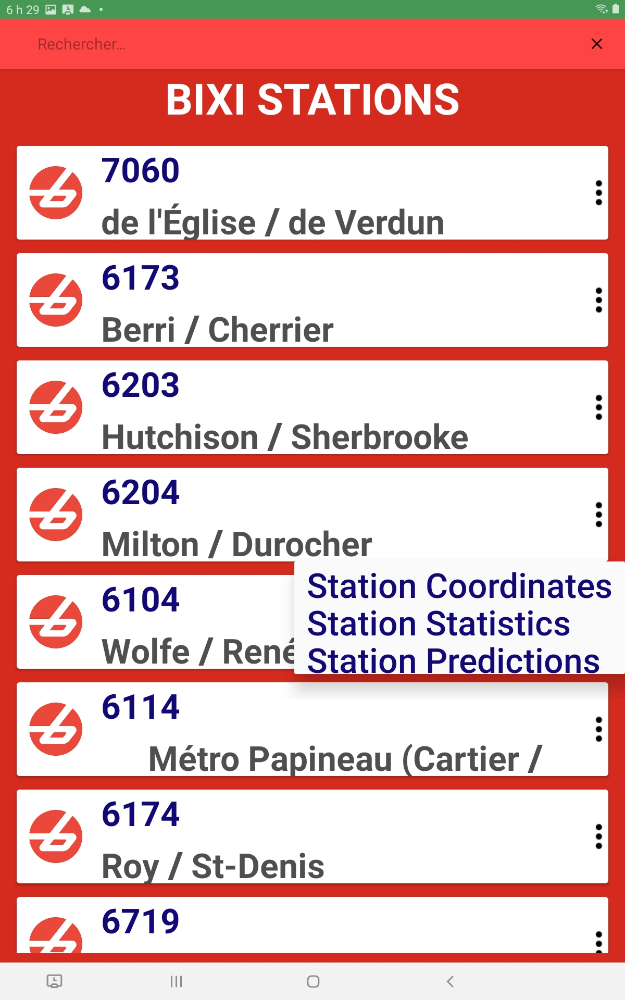 6 h 29
Rechercher...
BIXI STATIONS
7060
de l'Église / de Verdun
6173
Berri / Cherrier
6203
Hutchison / Sherbrooke
6204
Milton / Durocher
6104
Wolfe / René
Station Coordinates
Station Statistics
Station Predictions
6114
Métro Papineau (Cartier /
6174
Roy / St-Denis
6719